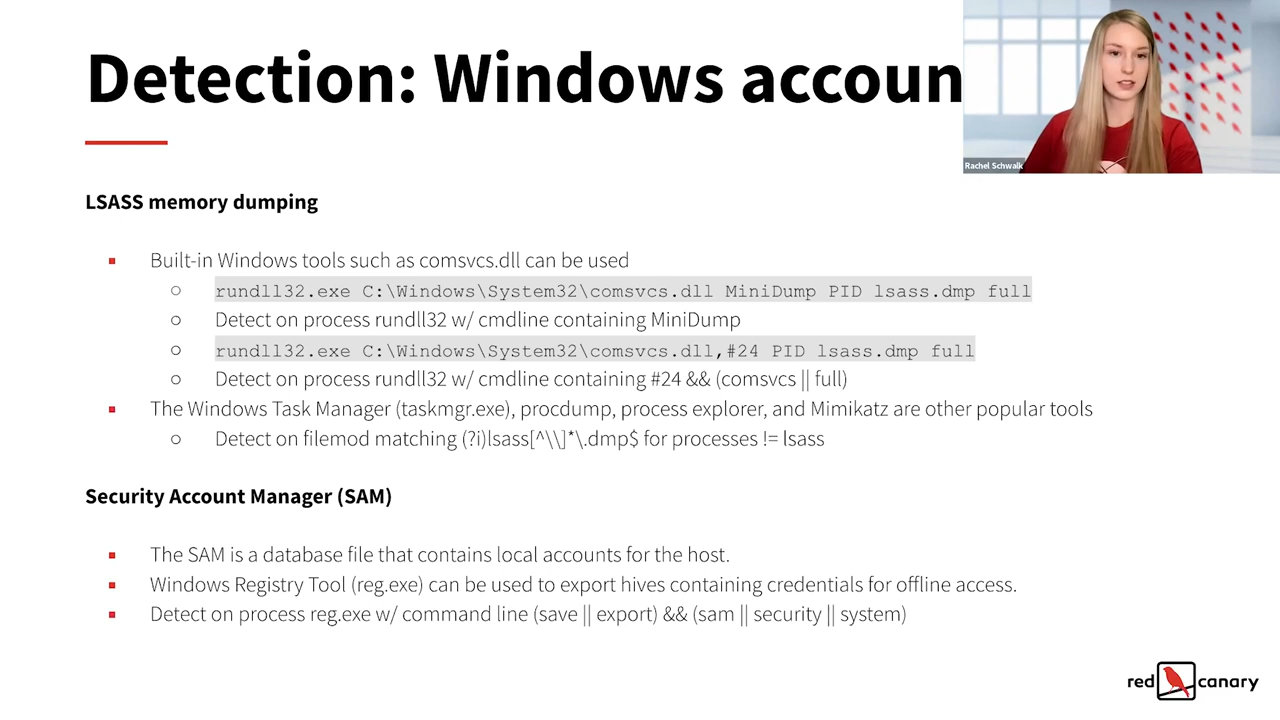 Detection: Windows accoun
Rachel Schwalk
LSASS memory dumping
Built-in Windows tools such as comsvcs.dll can be used
rundll32.exe C:\Windows\System32\comsvcs.dll MiniDump PID lsass.dmp full
Detect on process rundll32 w/ cmdline containing MiniDump
rundll32.exe C:\Windows\System32\comsvcs.dll,#24 PID lsass.dmp full
Detect on process rundll32 w/ cmdline containing #24 && (comsvcs || full)
The Windows Task Manager (taskmgr.exe), procdump, process explorer, and Mimikatz are other popular tools
Detect on filemod matching (?i)lsass[^\\]*\.dmp$ for processes != lsass
Security Account Manager (SAM)
The SAM is a database file that contains local accounts for the host.
Windows Registry Tool (reg.exe) can be used to export hives containing credentials for offline access.
Detect on process reg.exe w/ command line (save || export) && (sam || security || system)
red canary